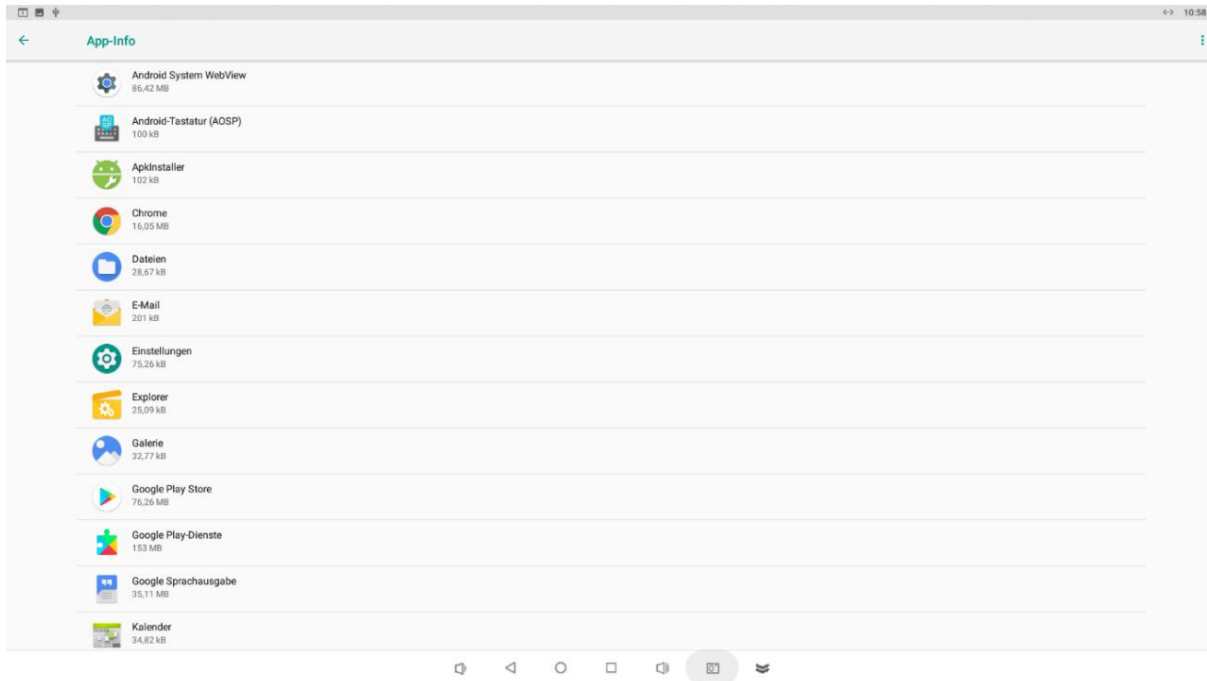 10:58
App-Info
Android System WebView
86,42 MB
Android-Tastatur (AOSP)
100 kB
ApkInstaller
102 kB
Chrome
16,05 MB
Dateien
28,67 kB
E-Mail
201 kB
Einstellungen
75,26 kB
Explorer
25,09 kB
Galerie
32,77 kB
Google Play Store
76,26 MB
Google Play-Dienste
153 MB
Google Sprachausgabe
35,11 MB
Kalender
34,82 kB